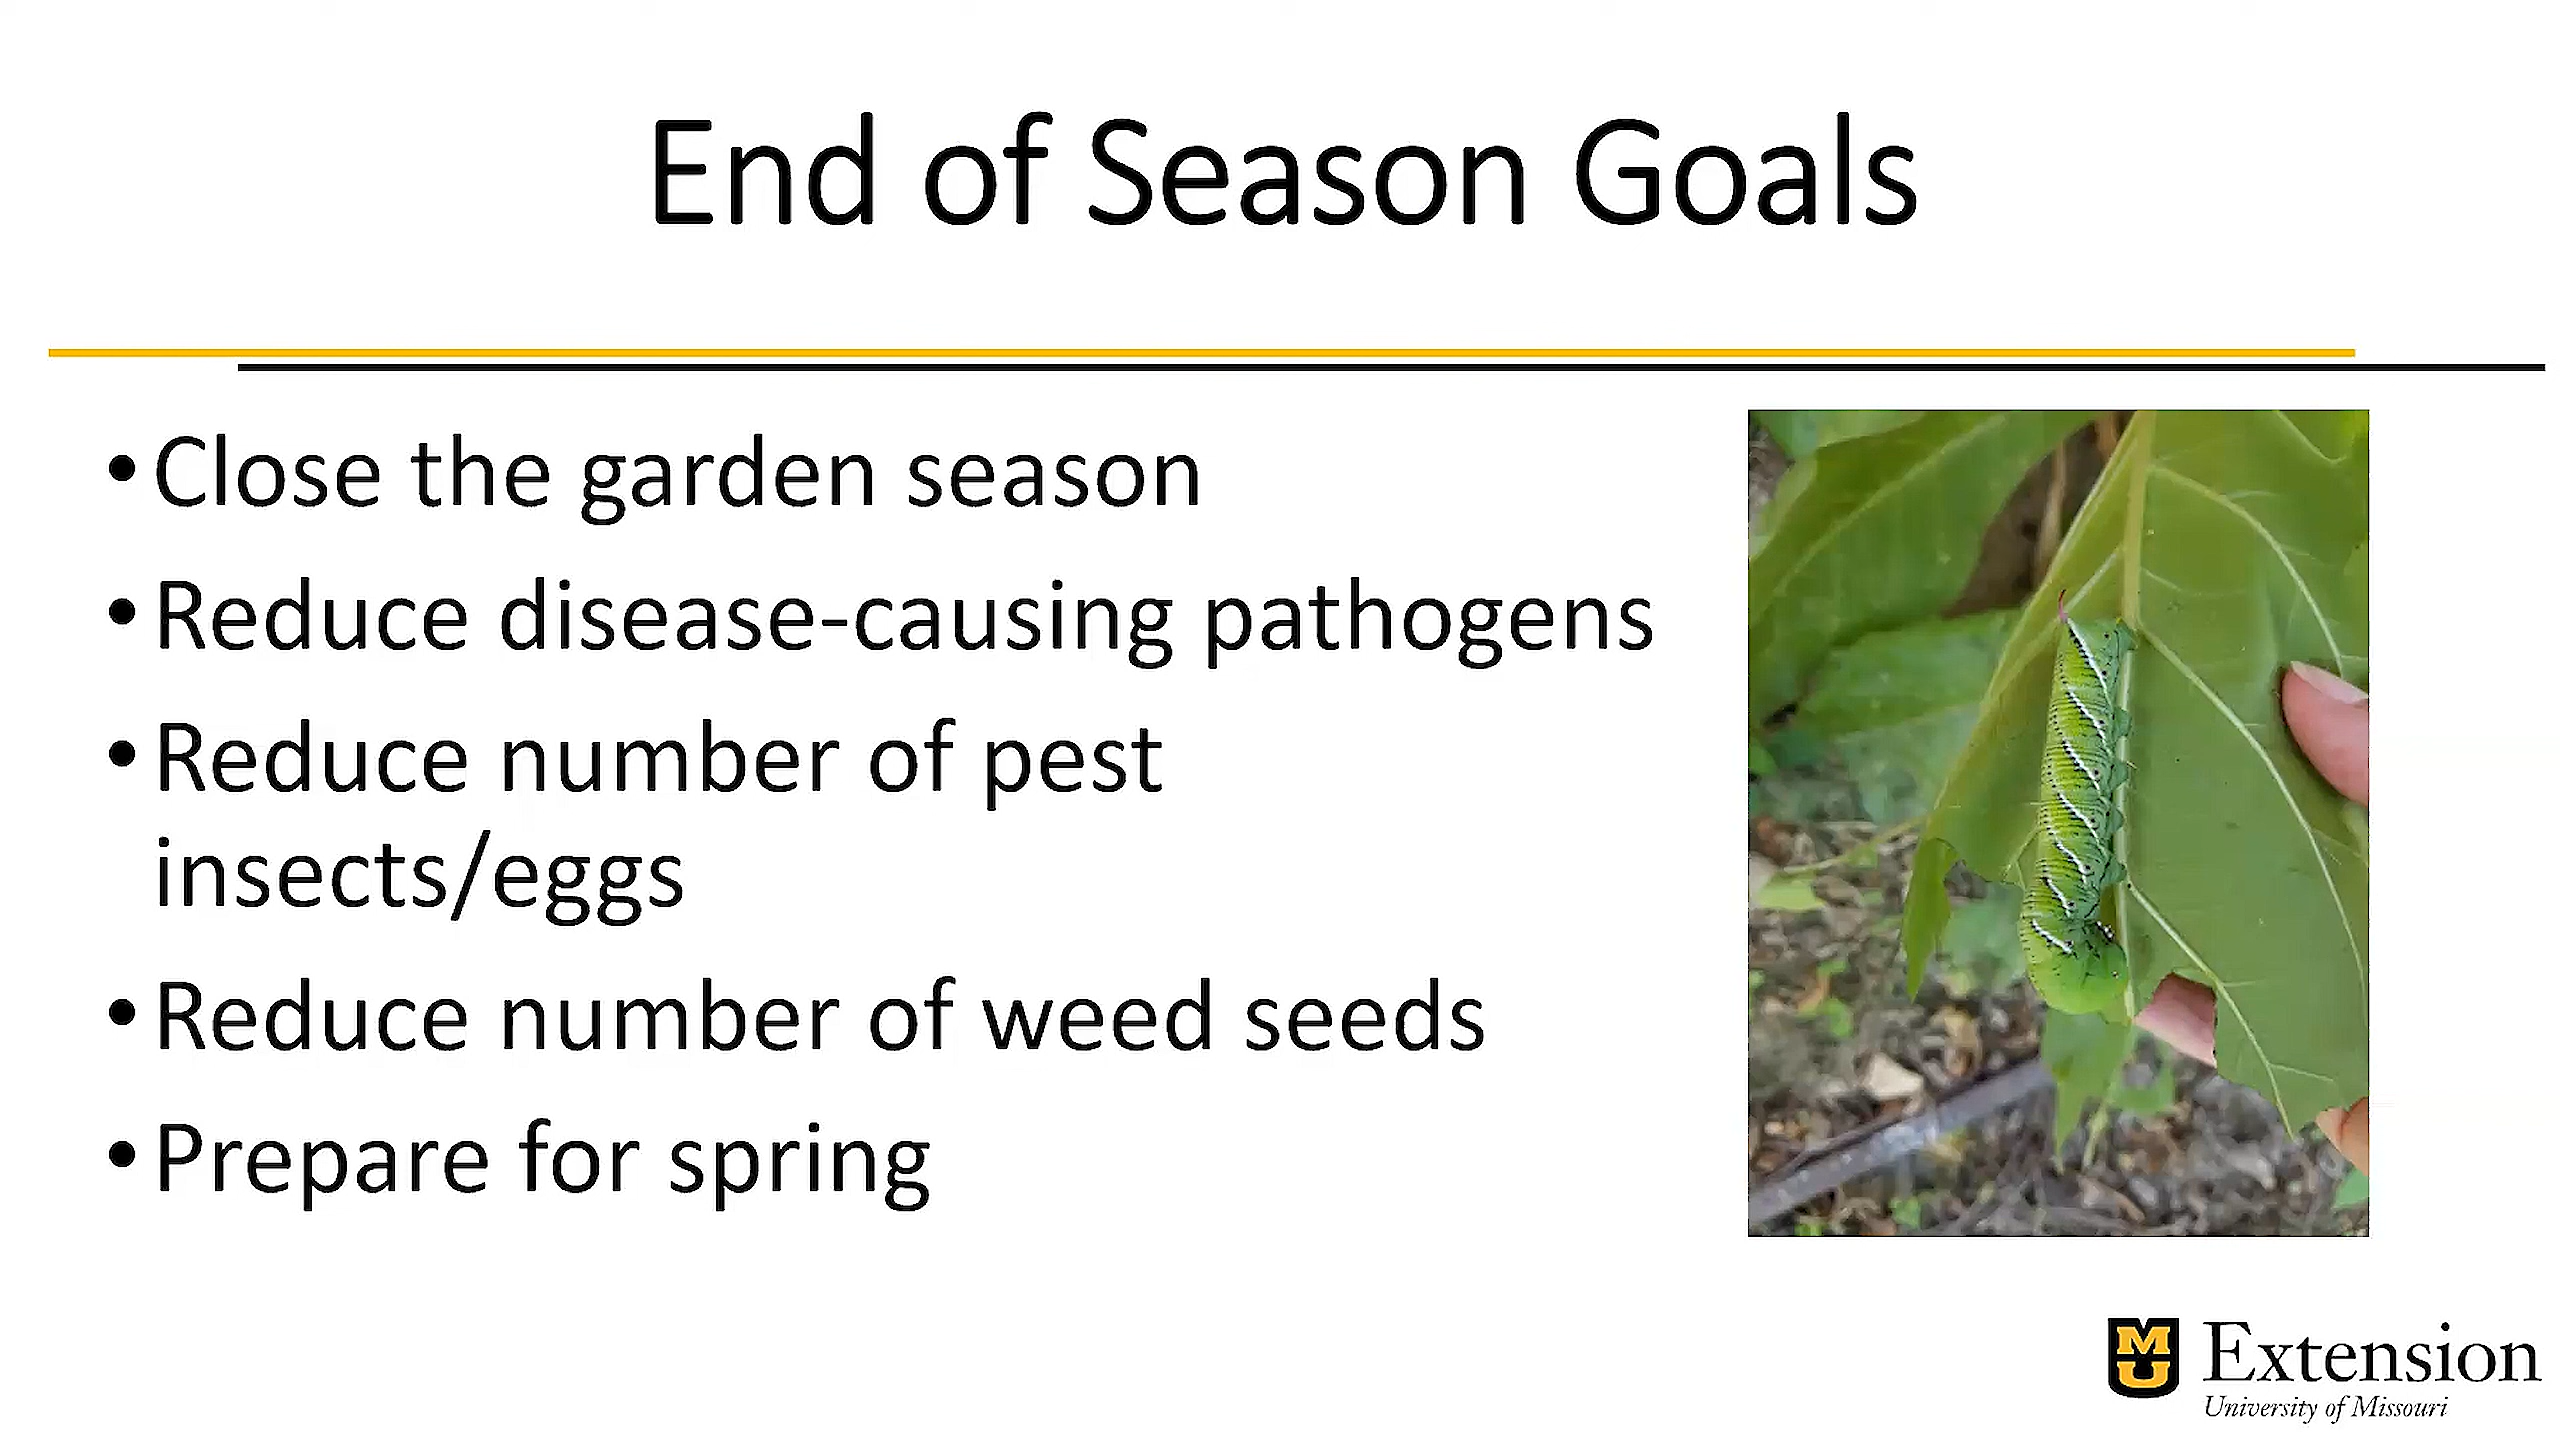 End of Season Goals
• Close the garden season
• Reduce disease-causing pathogens
• Reduce number of pest
insects/eggs
• Reduce number of weed seeds
• Prepare for spring
MU Extension
University of Missouri